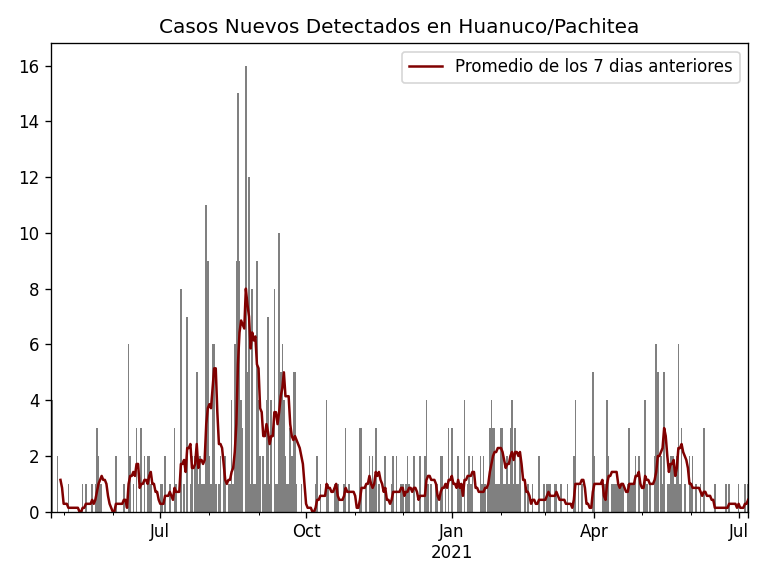 Casos Nuevos Detectados en Huanuco/Pachitea
Promedio de los 7 dias anteriores
16
14
12
10
8
6
4
2
0
Jul
Oct
Jan
Apr
Jul
2021